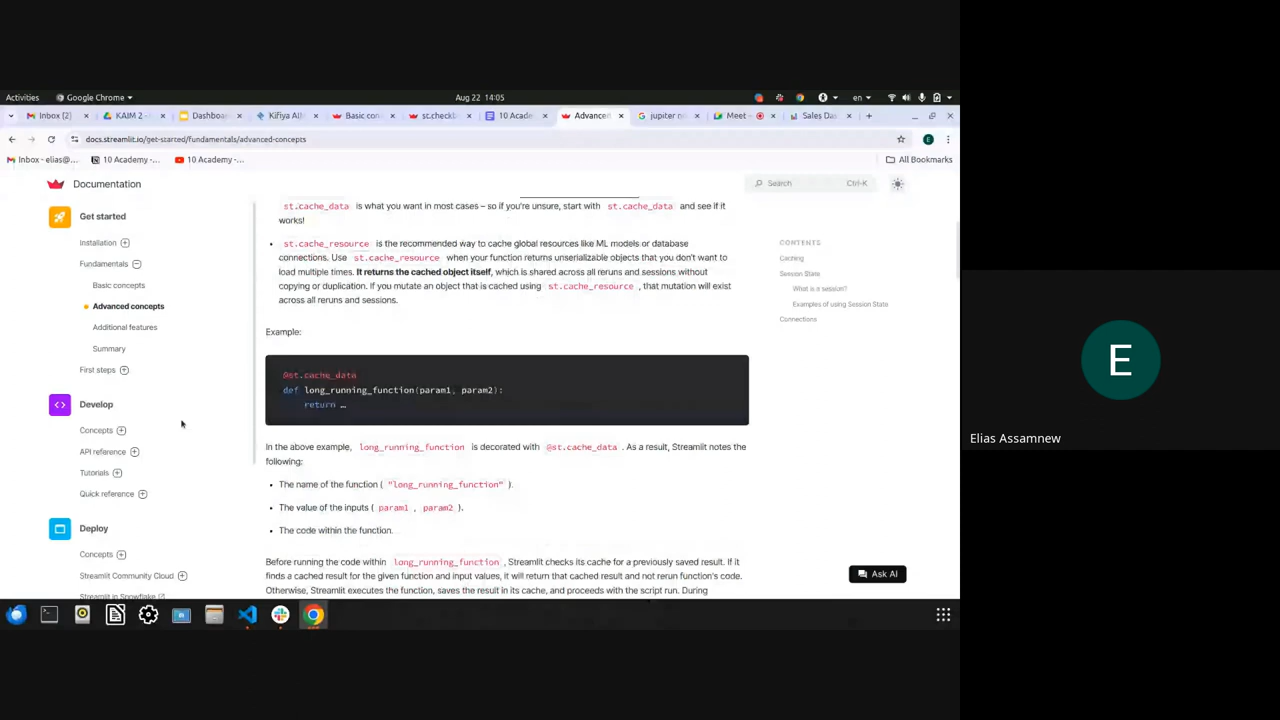 Activities
Google Chrome
Aug 22 14:05
en
Inbox (2)
KAIM 2 -
Dashboar
Kifiya AI
Basic con
st.checkb
10 Acade
Advanced
jupiter n
Meet –
Sales Das
docs.streamlit.io/get-started/fundamentals/advanced-concepts
Inbox - elias@...
10 Academy -...
10 Academy -...
All Bookmarks
Documentation
Search
Ctrl-K
Get started
Installation
Fundamentals
Basic concepts
Advanced concepts
Additional features
Summary
First steps
Develop
Concepts
API reference
Tutorials
Quick reference
Deploy
Concepts
Streamlit Community Cloud
Streamlit in Snowflake
st.cache_data is what you want in most cases – so if you're unsure, start with st.cache_data and see if it
works!
st.cache_resource is the recommended way to cache global resources like ML models or database
connections. Use st.cache_resource when your function returns unserializable objects that you don't want to
load multiple times. It returns the cached object itself, which is shared across all reruns and sessions without
copying or duplication. If you mutate an object that is cached using st.cache_resource , that mutation will exist
across all reruns and sessions.
Example:
@st.cache_data
def long_running_function(param1, param2):
return …
In the above example, long_running_function is decorated with @st.cache_data . As a result, Streamlit notes the
following:
The name of the function ( "long_running_function" ).
The value of the inputs ( param1 , param2 ).
The code within the function.
Before running the code within long_running_function , Streamlit checks its cache for a previously saved result. If it
finds a cached result for the given function and input values, it will return that cached result and not rerun function's code.
Otherwise, Streamlit executes the function, saves the result in its cache, and proceeds with the script run. During
CONTENTS
Caching
Session State
What is a session?
Examples of using Session State
Connections
Ask AI
E
Elias Assamnew